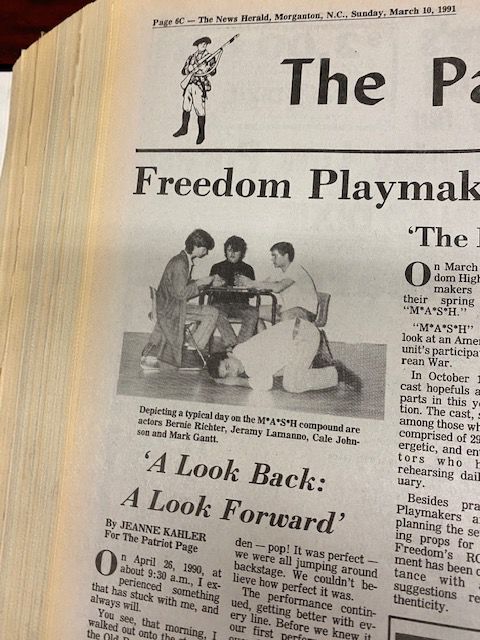 Page 6C — The News Herald, Morganton, N.C., Sunday, March 10, 1991
The Pa
Freedom Playmak
Depicting a typical day on the M*A*S*H compound are
actors Bernie Richter, Jeramy Lamanno, Cale John-
son and Mark Gantt.
'A Look Back:
A Look Forward'
By JEANNE KAHLER
For The Patriot Page
On April 26, 1990, at
about 9:30 a.m., I ex-
perienced something
that has stuck with me, and
always will.
You see, that morning, I
walked out onto the
the Old
den — pop! It was perfect —
we were all jumping around
backstage. We couldn't be-
lieve how perfect it was.
The performance contin-
ued, getting better with ev-
ery line. Before we knew it
our first
'The
On March
dom High
makers
their spring
"M*A*S*H."
"M*A*S*H"
look at an Ame
unit's participa
rean War.
In October 1
cast hopefuls a
parts in this ye
tion. The cast, s
among those wh
comprised of 29
ergetic, and en
tors who h
rehearsing dail
uary.
Besides pra
Playmakers a
planning the se
ing props for
Freedom's RO
ment has been
tance with
suggestions re
thenticity.